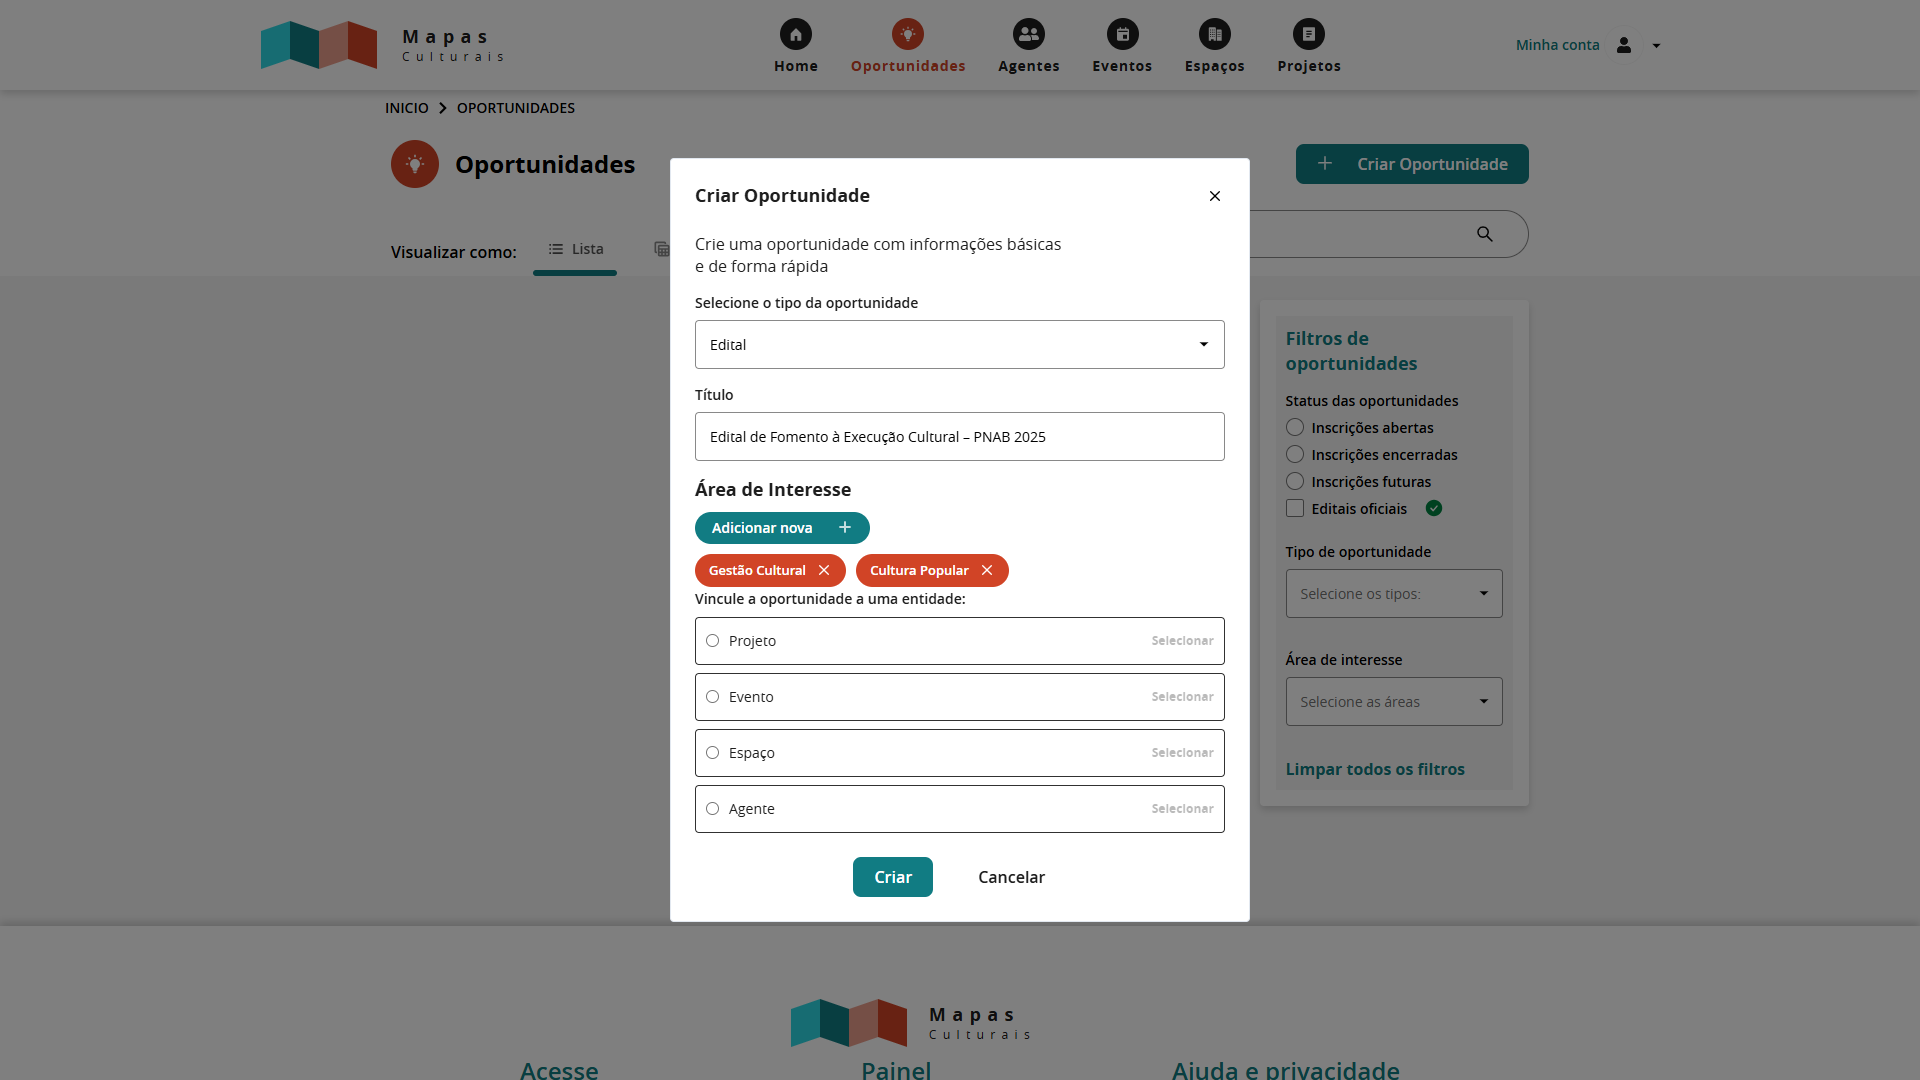 Mapas
Culturais
Home
Oportunidades
Agentes
Eventos
Espaços
Projetos
Minha conta
INICIO
OPORTUNIDADES
Oportunidades
Criar Oportunidade
Visualizar como:
Lista
Criar Oportunidade
Crie uma oportunidade com informações básicas
e de forma rápida
Selecione o tipo da oportunidade
Edital
Título
Edital de Fomento à Execução Cultural – PNAB 2025
Área de Interesse
Adicionar nova
Gestão Cultural
Cultura Popular
Vincule a oportunidade a uma entidade:
Projeto Selecionar
Evento Selecionar
Espaço Selecionar
Agente Selecionar
Criar
Cancelar
Filtros de
oportunidades
Status das oportunidades
Inscrições abertas
Inscrições encerradas
Inscrições futuras
Editais oficiais
Tipo de oportunidade
Selecione os tipos:
Área de interesse
Selecione as áreas
Limpar todos os filtros
Mapas
Culturais
Acesse
Painel
Ajuda e privacidade